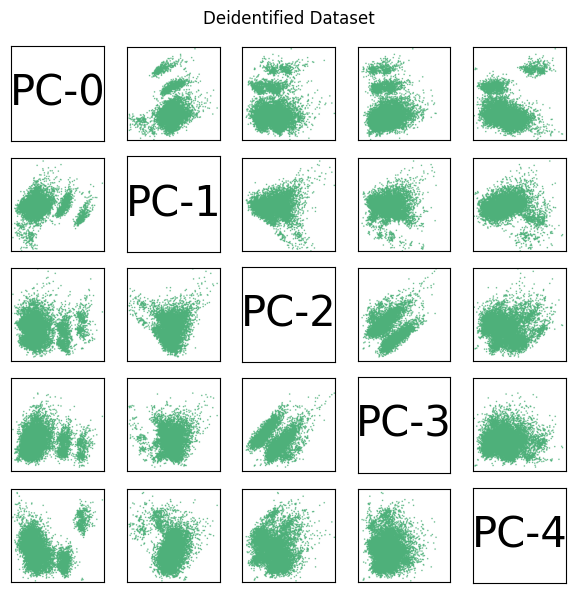 Deidentified Dataset
PC-0
PC-1
PC-2
PC-3
PC-4